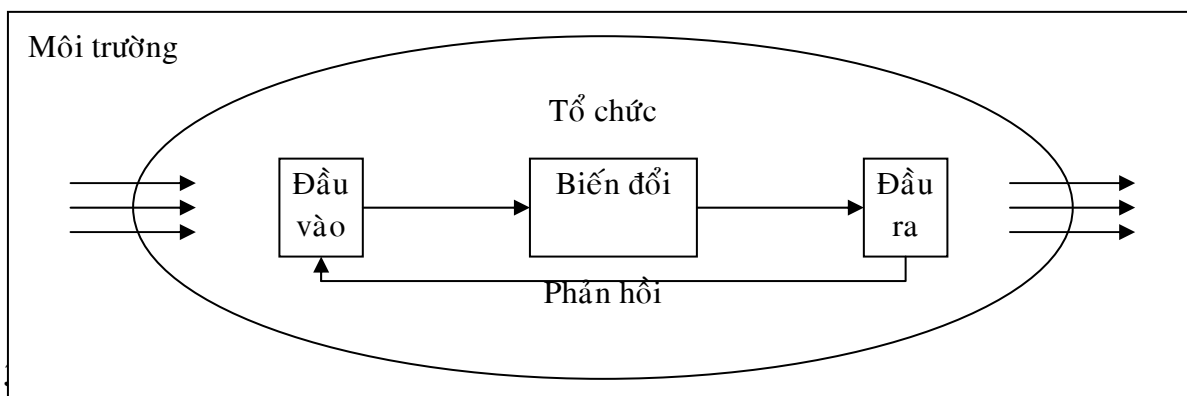 Môi trường
Tổ chức
Đầu
vào
Biến đổi
Đầu
ra
Phản hồi